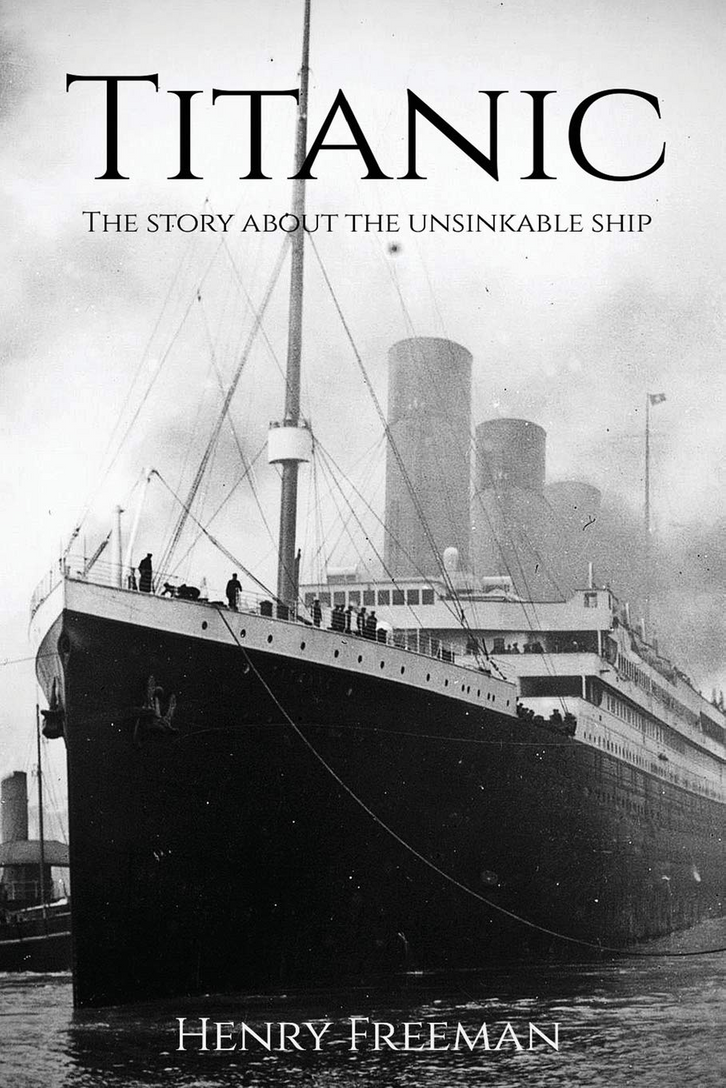 Titanic
The story about the unsinkable ship
Henry Freeman